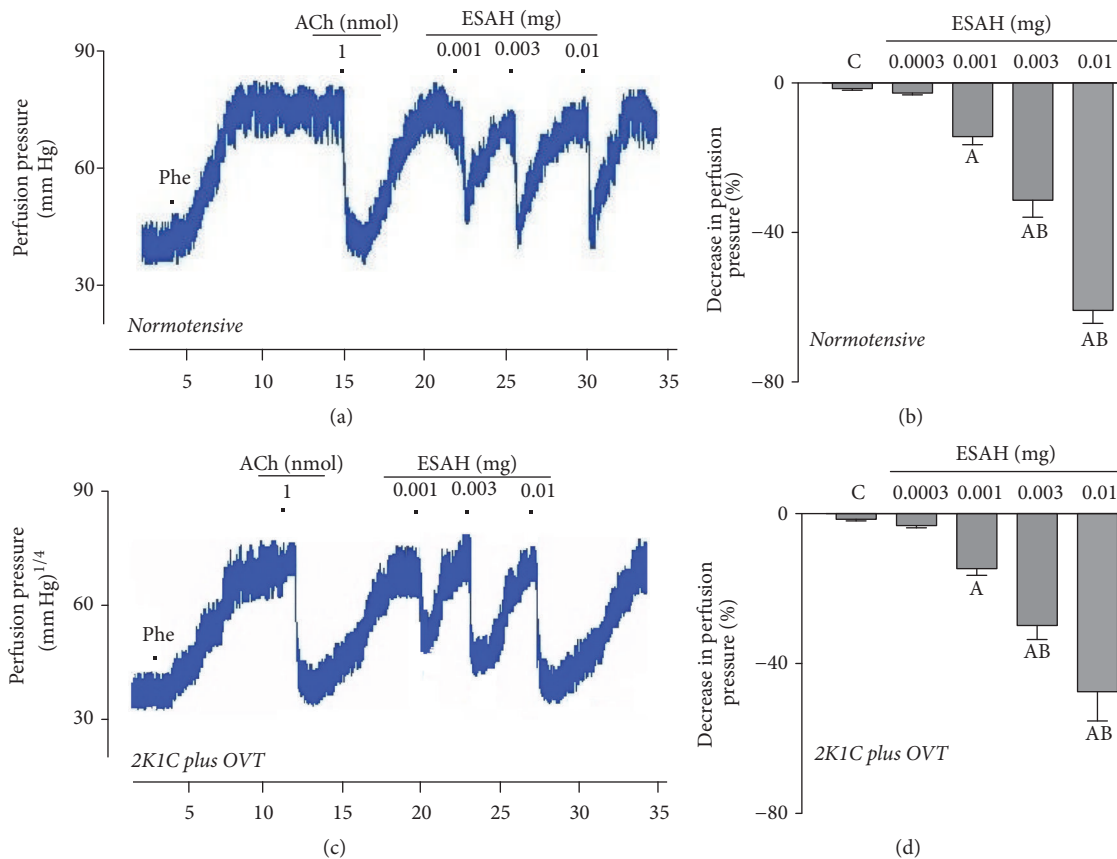 ACh (nmol)
1
ESAH (mg)
0.001 0.003 0.01
90
60
30
Perfusion pressure
(mm Hg)
Phe
Normotensive
5 10 15 20 25 30 35
(a)
ESAH (mg)
C 0.0003 0.001 0.003 0.01
0
−40
−80
Decrease in perfusion
pressure (%)
A
AB
AB
Normotensive
(b)
ACh (nmol)
1
ESAH (mg)
0.001 0.003 0.01
90
60
30
Perfusion pressure
(mm Hg)1/4
Phe
2K1C plus OVT
5 10 15 20 25 30 35
(c)
ESAH (mg)
C 0.0003 0.001 0.003 0.01
0
−40
−80
Decrease in perfusion
pressure (%)
A
AB
AB
2K1C plus OVT
(d)